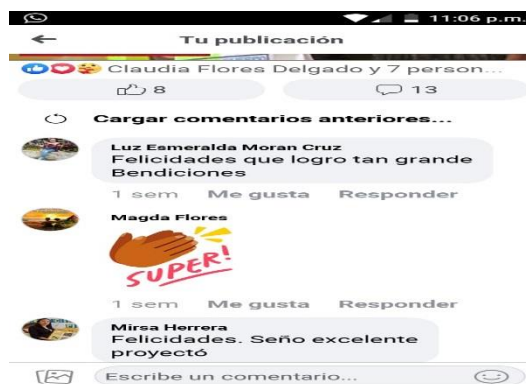 11:06 p.m.
Tu publicación
Claudia Flores Delgado y 7 person...
8
13
Cargar comentarios anteriores...
Luz Esmeralda Moran Cruz
Felicidades que logro tan grande
Bendiciones
1 sem Me gusta Responder
Magda Flores
SUPER!
1 sem Me gusta Responder
Mirsa Herrera
Felicidades. Seño excelente
proyectó
Escribe un comentario...